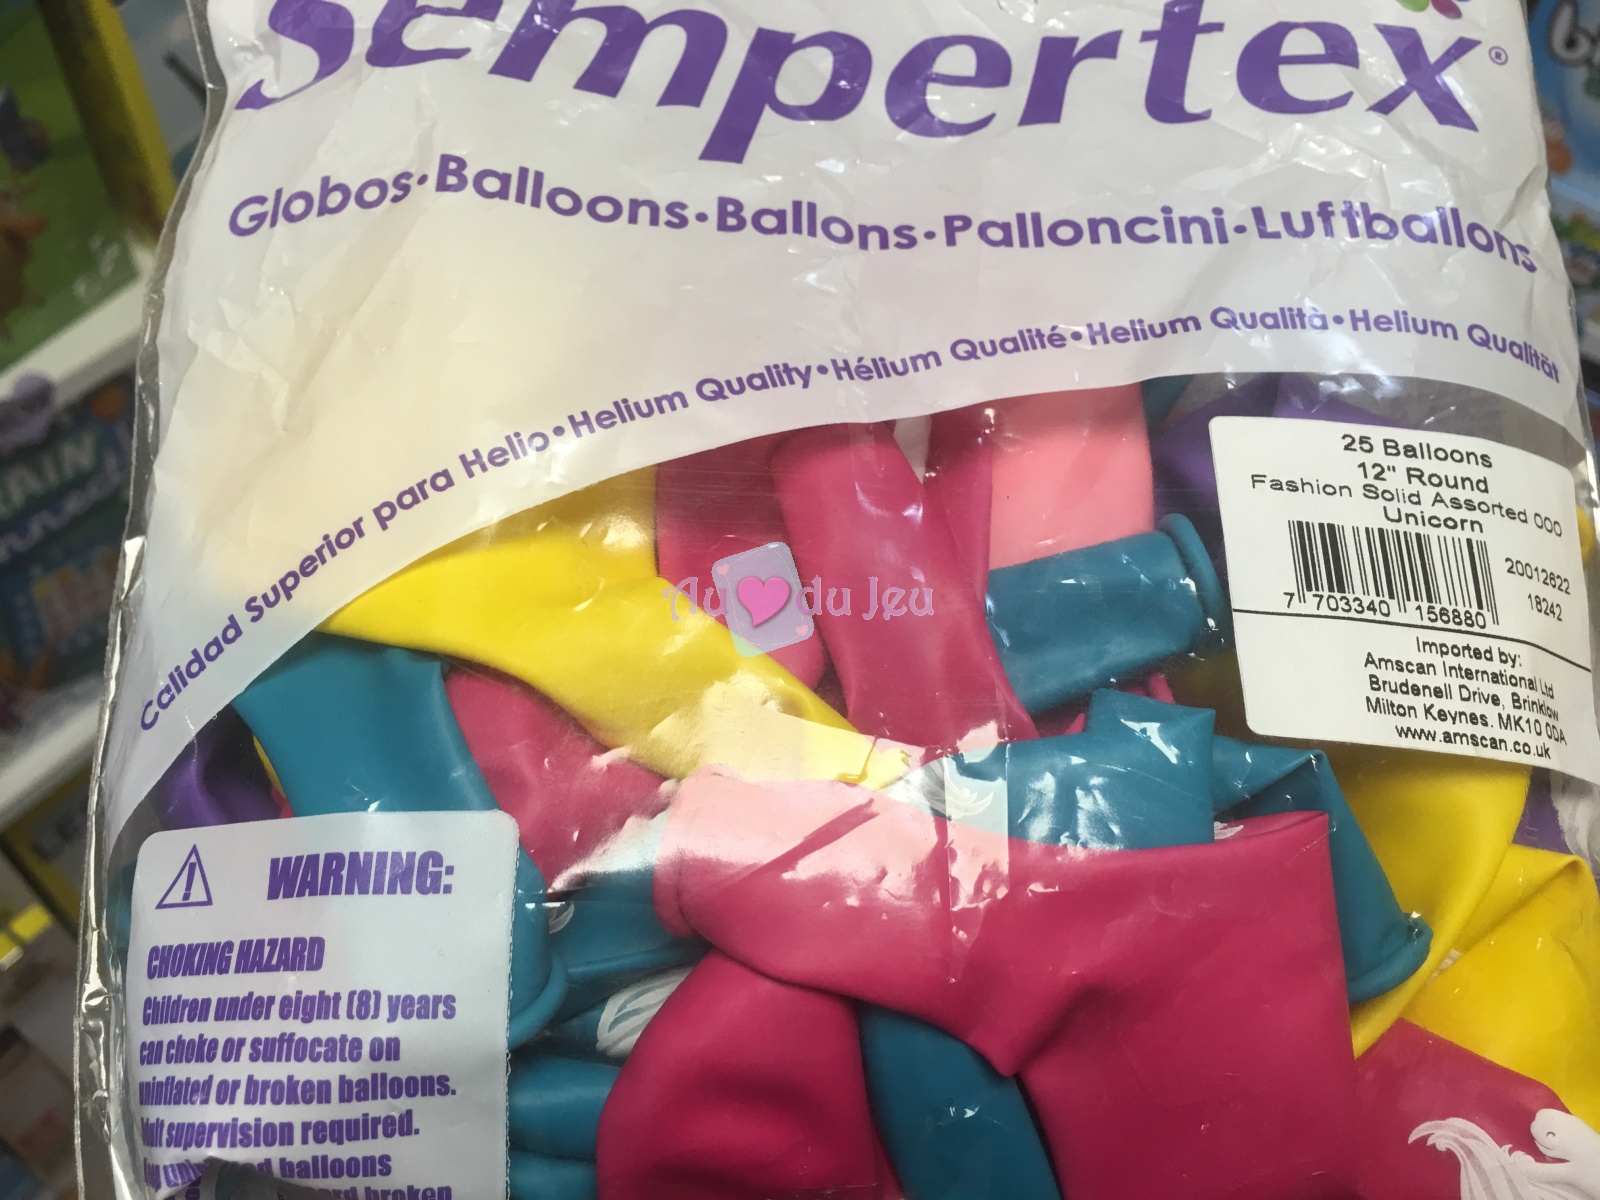 Sempertex®
Globos•Balloons•Ballons•Palloncini•Luftballons
Calidad Superior para Helio•Helium Quality•Hélium Qualité•Helium Qualità•Helium Qualität
25 Balloons
12" Round
Fashion Solid Assorted 000
Unicorn
20012622
18242
7 703340 156880
Imported by:
Amscan International Ltd
Brudenell Drive, Brinklow
Milton Keynes. MK10 0DA
www.amscan.co.uk
Au du Jeu
WARNING:
CHOKING HAZARD
Children under eight (8) years
can choke or suffocate on
uninflated or broken balloons.
Adult supervision required.
balloons
broken